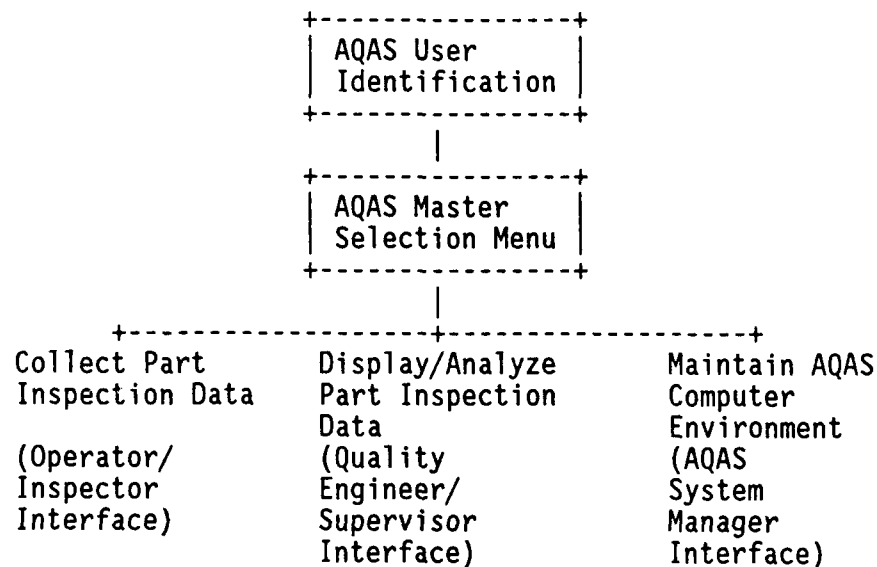 AQAS User
Identification
AQAS Master
Selection Menu
Collect Part
Inspection Data
(Operator/
Inspector
Interface)
Display/Analyze
Part Inspection
Data
(Quality
Engineer/
Supervisor
Interface)
Maintain AQAS
Computer
Environment
(AQAS
System
Manager
Interface)